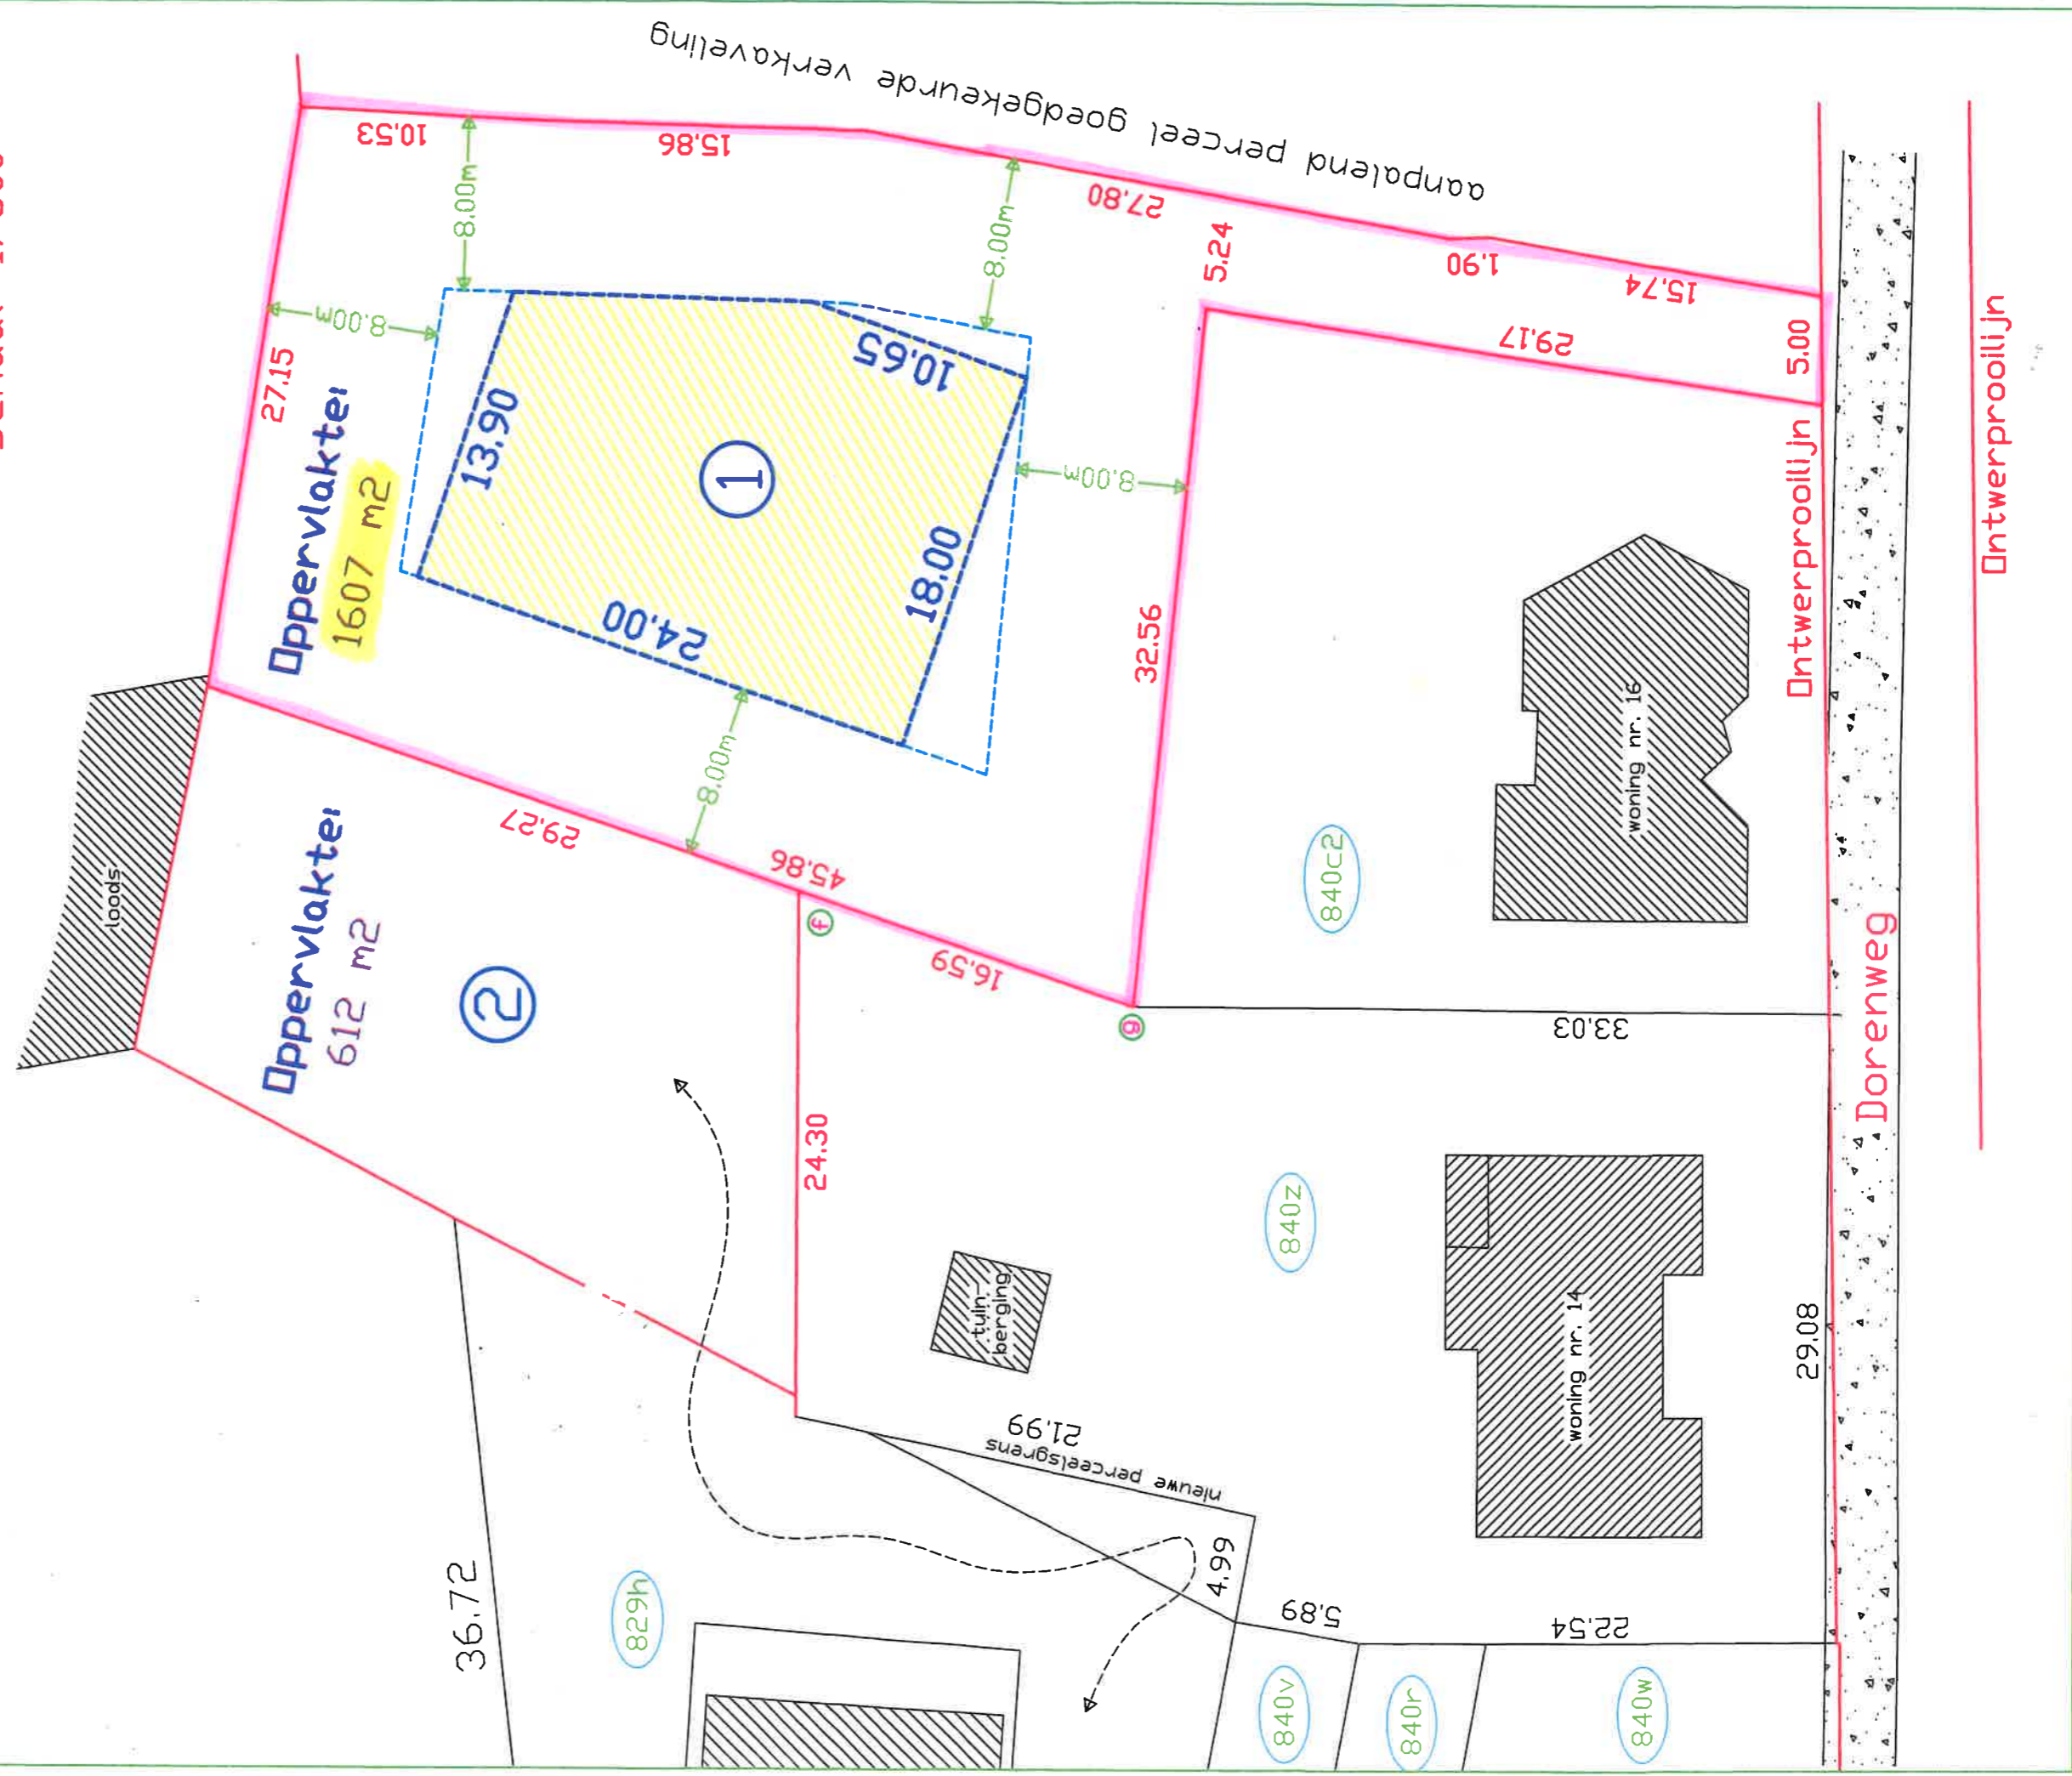 aanpalend perceel goedgekeurde verkaveling
10.53
15.86
27.80
1.90
15.74
5.24
29.17
5.00
27.15
8.00m
8.00m
8.00m
8.00m
8.00m
Oppervlakte:
1607 m2
13.90
10.65
1
24.00
18.00
32.56
29.27
45.86
16.59
f
g
loods
Oppervlakte:
612 m2
2
24.30
840c2
woning nr. 16
33.03
Ontwerprooilijn
Ontwerprooilijn
Dorenweg
840z
tuin-
berging
woning nr. 14
29.08
21.99
nieuwe perceelsgrens
4.99
5.89
22.54
36.72
829h
840v
840r
840w